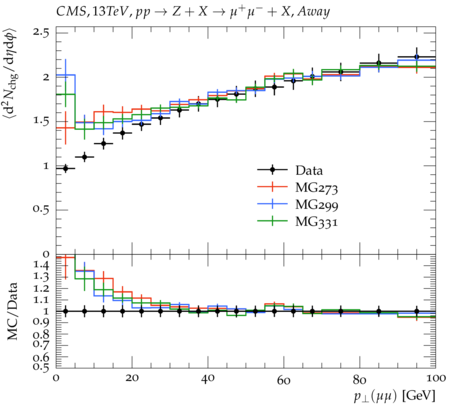 CMS, 13TeV, pp → Z + X → μ⁺μ⁻ + X, Away
⟨d²N_chg/dηdϕ⟩
2.5
2
1.5
1
0.5
0
Data
MG273
MG299
MG331
MC/Data
1.4
1.3
1.2
1.1
1
0.9
0.8
0.7
0.6
0.5
0 20 40 60 80 100
p⊥(μμ) [GeV]